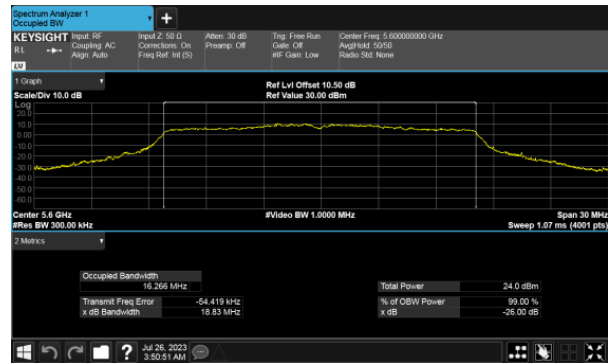 Spectrum Analyzer 1
Occupied BW
+
KEYSIGHT
RL
Input: RF
Coupling: AC
Align: Auto
Input Z: 50 Ω
Corrections: On
Freq Ref: Int (S)
Atten: 30 dB
Preamp: Off
Trig: Free Run
Gate: Off
#IF Gain: Low
Center Freq: 5.600000000 GHz
Avg|Hold: 50/50
Radio Std: None
1 Graph
Scale/Div 10.0 dB
Ref Lvl Offset 10.50 dB
Ref Value 30.00 dBm
Log
20.0
10.0
0.00
-10.0
-20.0
-30.0
-40.0
-50.0
-60.0
Center 5.6 GHz
#Res BW 300.00 kHz
#Video BW 1.0000 MHz
Span 30 MHz
Sweep 1.07 ms (4001 pts)
2 Metrics
Occupied Bandwidth
16.266 MHz
Transmit Freq Error -54.419 kHz
x dB Bandwidth 18.83 MHz
Total Power 24.0 dBm
% of OBW Power 99.00 %
x dB -26.00 dB
?
Jul 26, 2023
3:50:51 AM